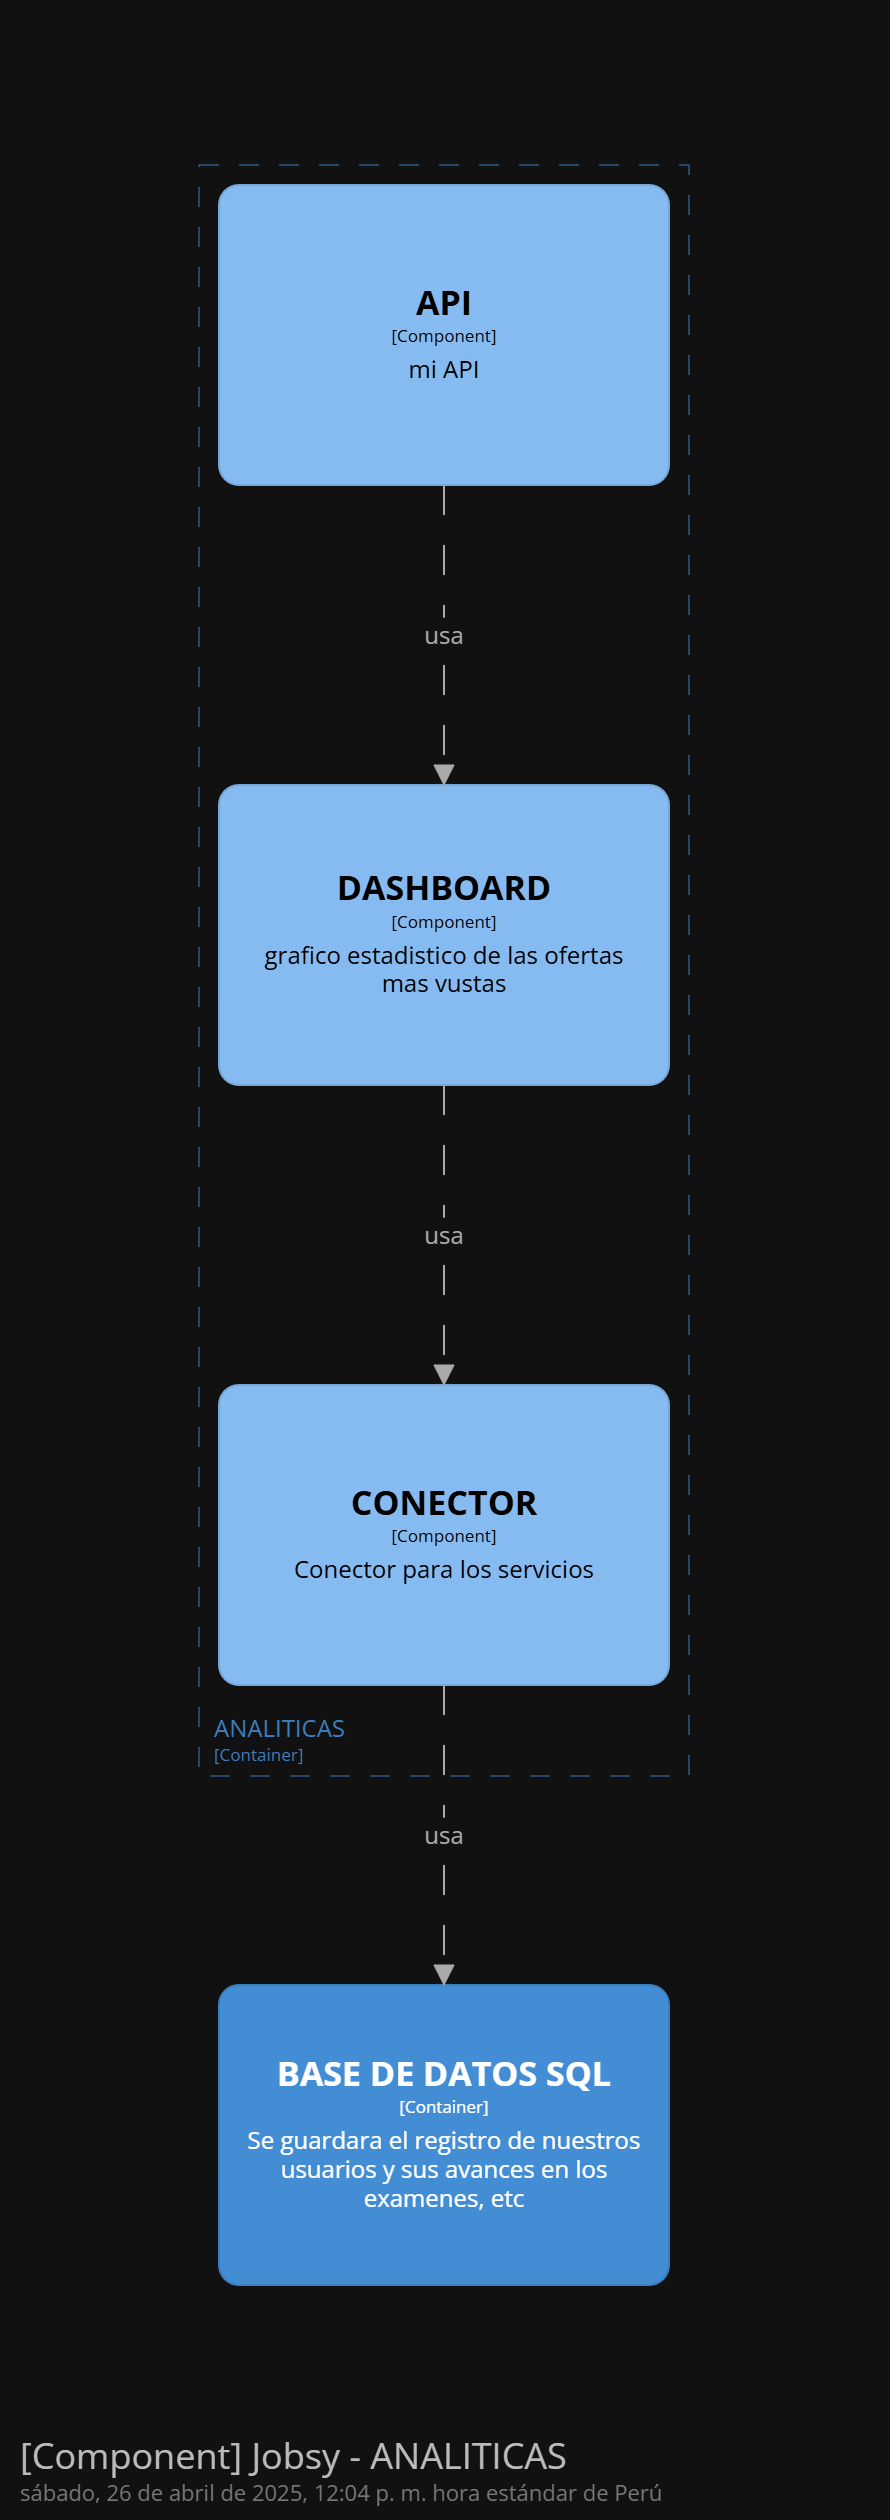 API
[Component]
mi API
usa
DASHBOARD
[Component]
grafico estadistico de las ofertas
mas vustas
usa
CONECTOR
[Component]
Conector para los servicios
ANALITICAS
[Container]
usa
BASE DE DATOS SQL
[Container]
Se guardara el registro de nuestros
usuarios y sus avances en los
examenes, etc
[Component] Jobsy - ANALITICAS
sábado, 26 de abril de 2025, 12:04 p. m. hora estándar de Perú